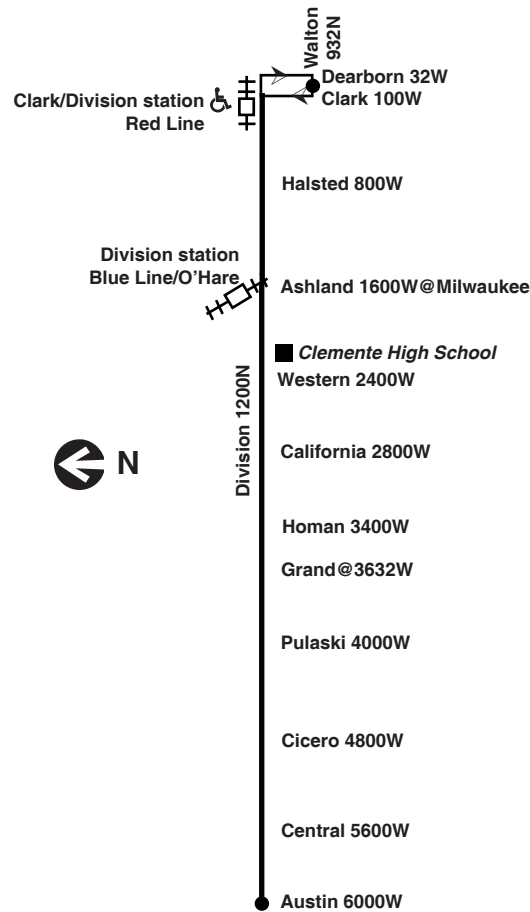 Walton
932N
Dearborn 32W
Clark 100W
Clark/Division station
Red Line
Halsted 800W
Division station
Blue Line/O'Hare
Ashland 1600W@Milwaukee
Clemente High School
Western 2400W
Division 1200N
California 2800W
N
Homan 3400W
Grand@3632W
Pulaski 4000W
Cicero 4800W
Central 5600W
Austin 6000W